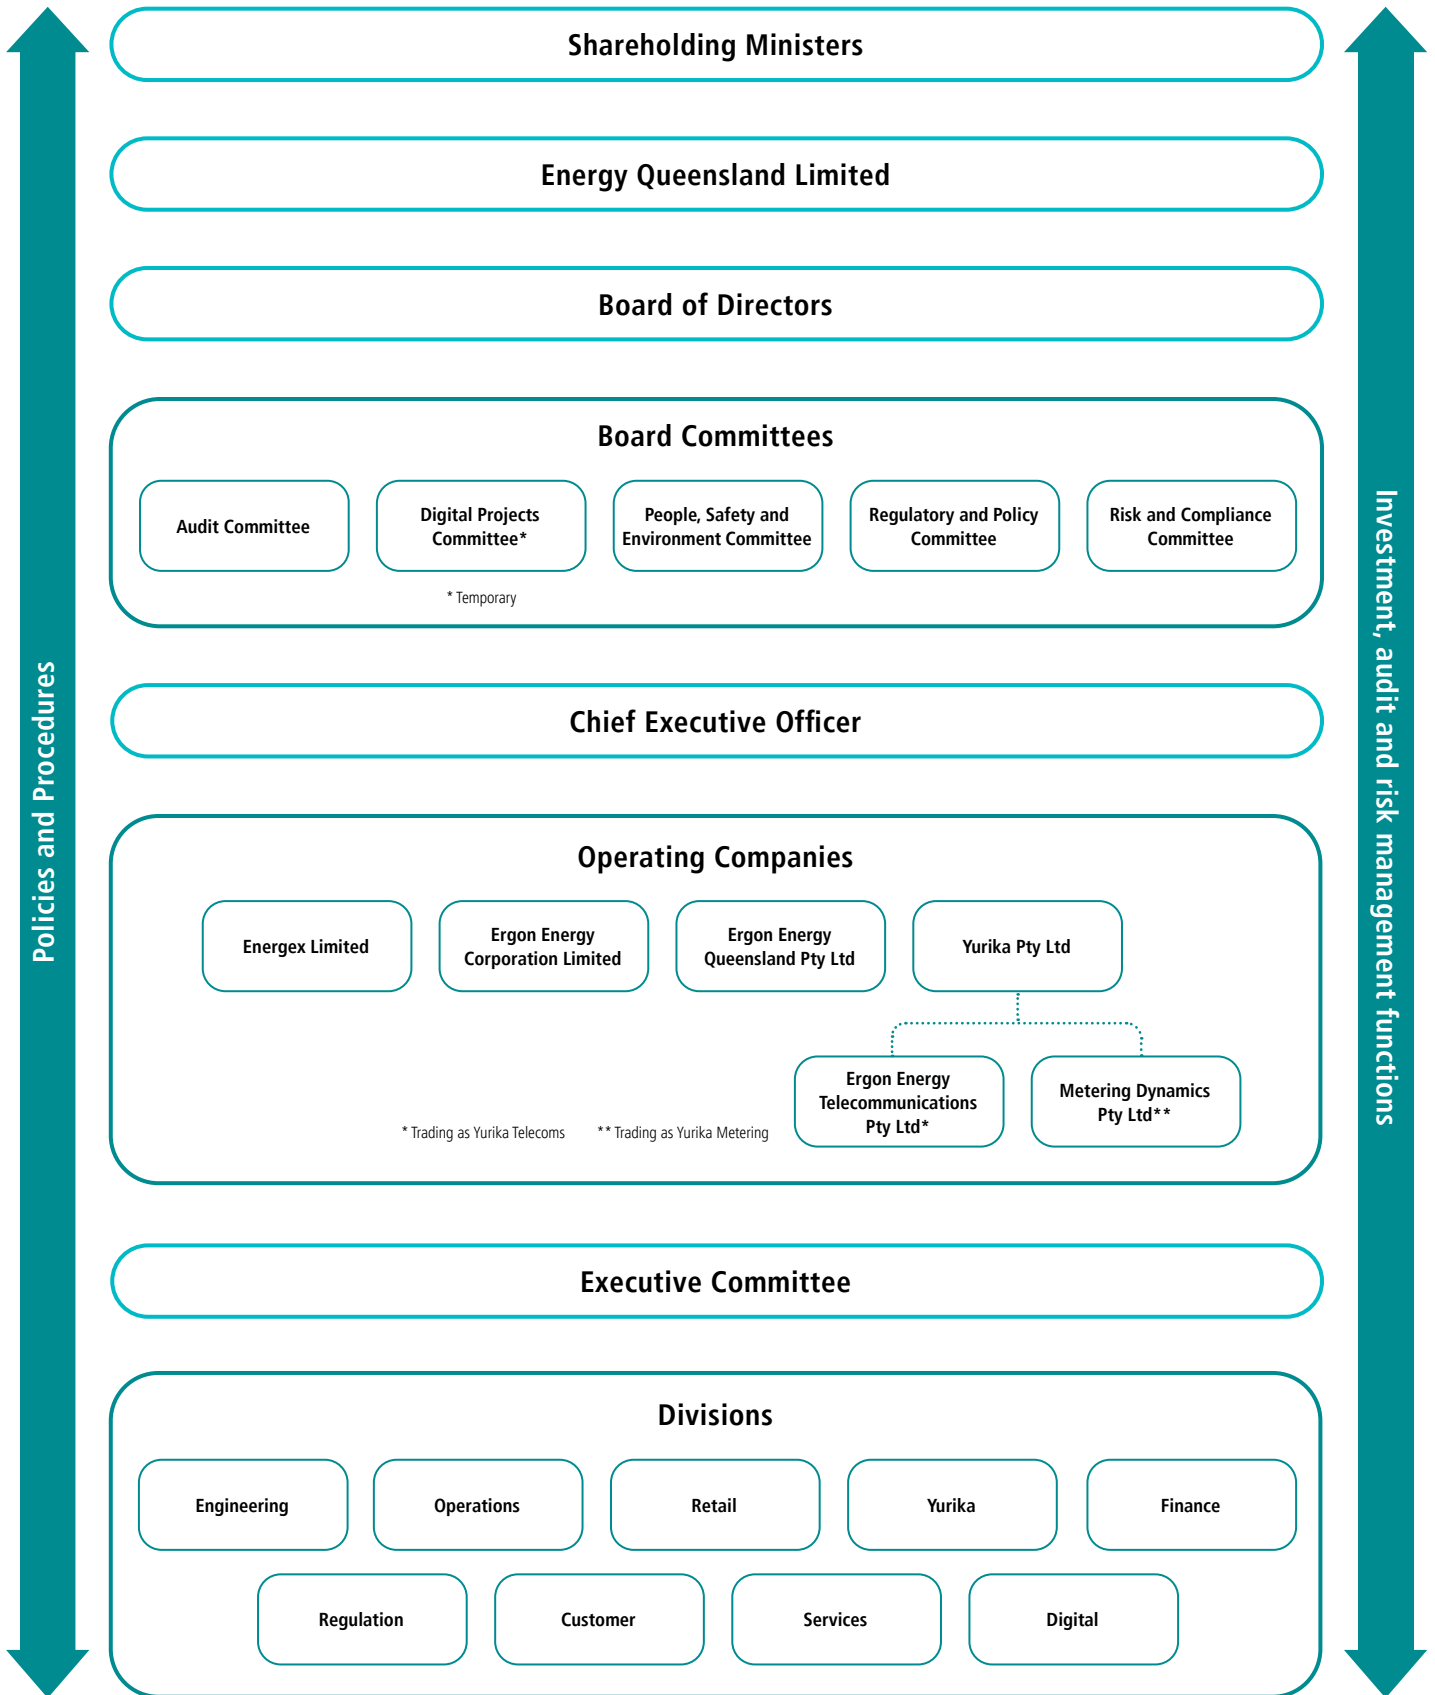 Shareholding Ministers
Energy Queensland Limited
Board of Directors
Board Committees
Audit Committee
Digital Projects
Committee*
People, Safety and
Environment Committee
Regulatory and Policy
Committee
Risk and Compliance
Committee
* Temporary
Chief Executive Officer
Operating Companies
Energex Limited
Ergon Energy
Corporation Limited
Ergon Energy
Queensland Pty Ltd
Yurika Pty Ltd
Ergon Energy
Telecommunications
Pty Ltd*
Metering Dynamics
Pty Ltd**
* Trading as Yurika Telecoms
** Trading as Yurika Metering
Executive Committee
Divisions
Engineering
Operations
Retail
Yurika
Finance
Regulation
Customer
Services
Digital
Policies and Procedures
Investment, audit and risk management functions